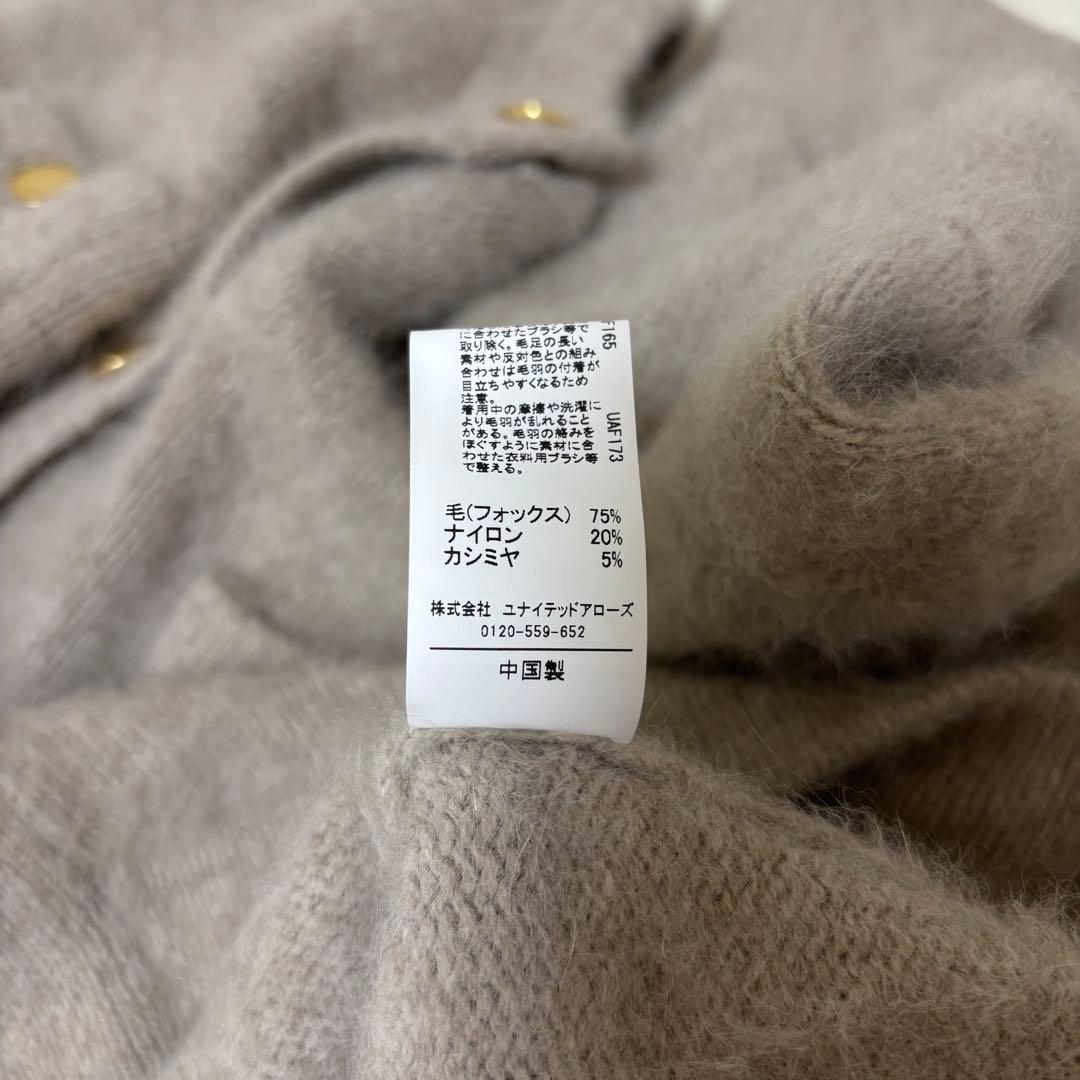 に合わせたブラシ等で
取り除く。毛足の長い
素材や反対色との組み
合わせは毛羽の付着が
目立ちやすくなるため
注意。
着用中の摩擦や洗濯に
より毛羽が乱れること
がある。毛羽の絡みを
ほぐすように素材に合
わせた衣料用ブラシ等
で整える。
F165
UAF173
毛(フォックス) 75%
ナイロン 20%
カシミヤ 5%
株式会社 ユナイテッドアローズ
0120-559-652
中国製